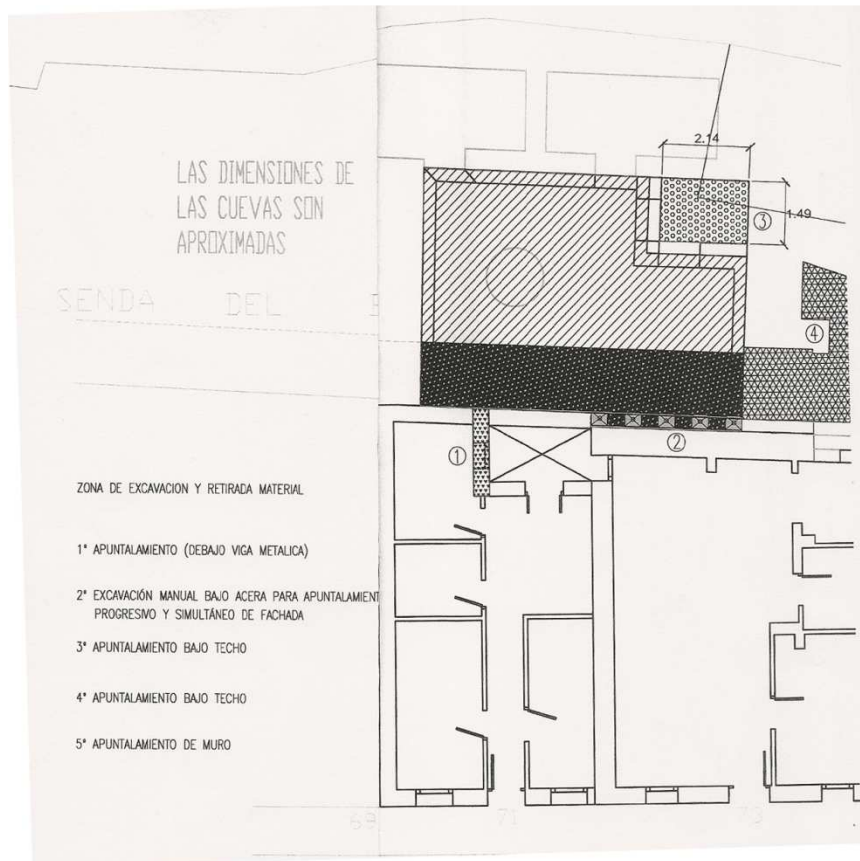 2.14
1.49
③
④
LAS DIMENSIONES DE
LAS CUEVAS SON
APROXIMADAS
SENDA DEL
①
②
ZONA DE EXCAVACION Y RETIRADA MATERIAL
1ª APUNTALAMIENTO (DEBAJO VIGA METALICA)
2ª EXCAVACIÓN MANUAL BAJO ACERA PARA APUNTALAMIENT
PROGRESIVO Y SIMULTÁNEO DE FACHADA
3ª APUNTALAMIENTO BAJO TECHO
4ª APUNTALAMIENTO BAJO TECHO
5ª APUNTALAMIENTO DE MURO
69 71 73